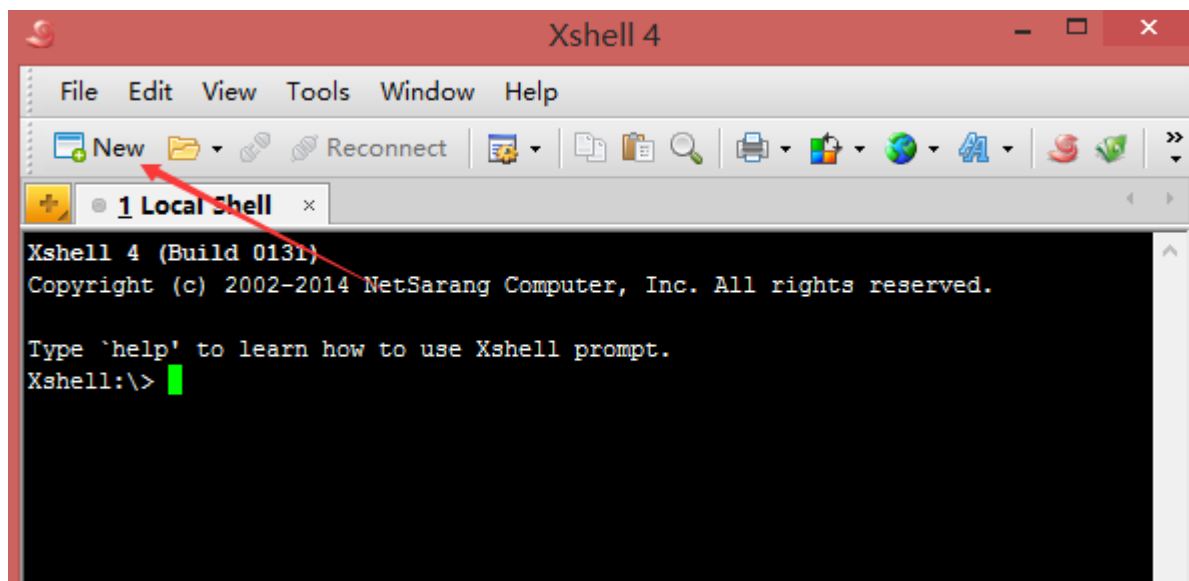 Xshell 4
File Edit View Tools Window Help
New Reconnect
1 Local Shell
Xshell 4 (Build 0131)
Copyright (c) 2002-2014 NetSarang Computer, Inc. All rights reserved.
Type `help' to learn how to use Xshell prompt.
Xshell:\>